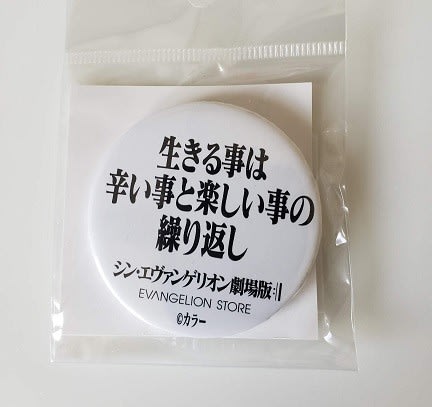 生きる事は
辛い事と楽しい事の
繰り返し
シン・エヴァンゲリオン劇場版:||
EVANGELION STORE
©カラー